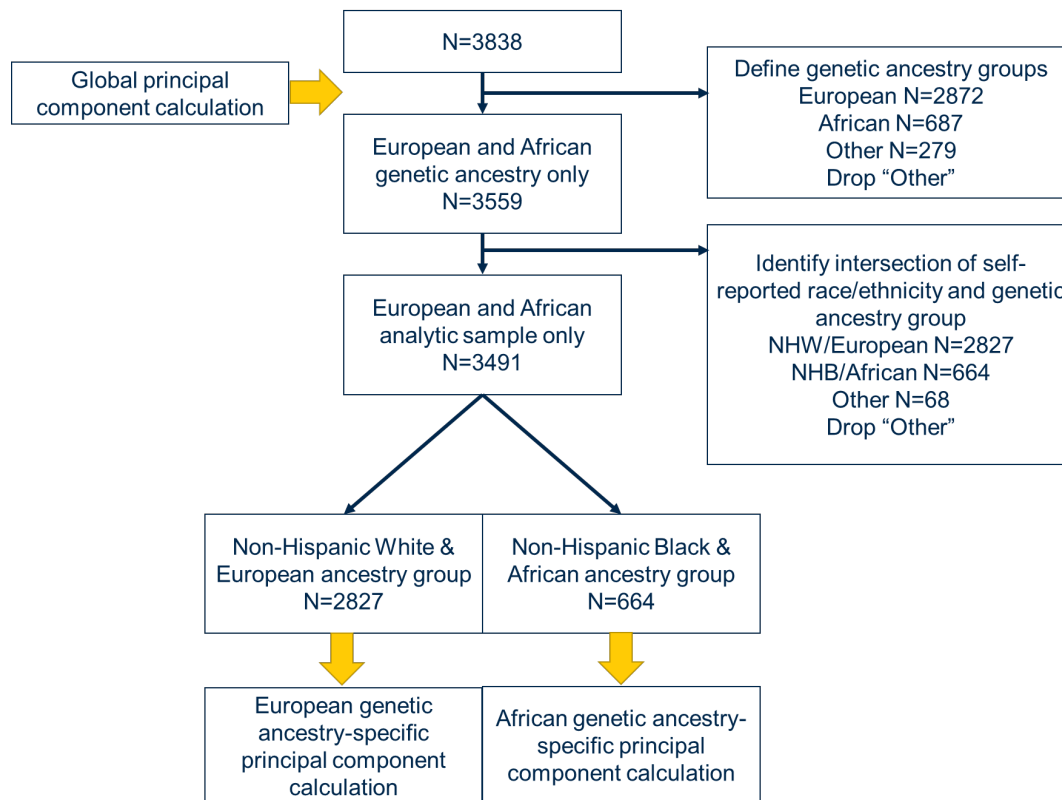 N=3838
Global principal
component calculation
Define genetic ancestry groups
European N=2872
African N=687
Other N=279
Drop “Other”
European and African
genetic ancestry only
N=3559
Identify intersection of self-
reported race/ethnicity and genetic
ancestry group
NHW/European N=2827
NHB/African N=664
Other N=68
Drop “Other”
European and African
analytic sample only
N=3491
Non-Hispanic White &
European ancestry group
N=2827
Non-Hispanic Black &
African ancestry group
N=664
European genetic
ancestry-specific
principal component
calculation
African genetic ancestry-
specific principal
component calculation